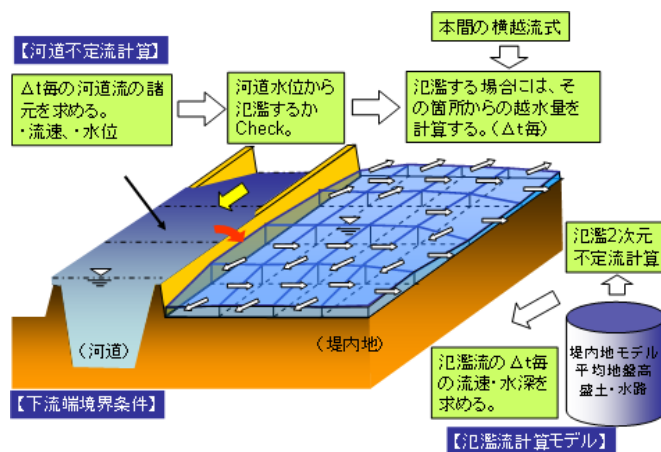 本間の横越流式
【河道不定流計算】
Δt毎の河道流の諸
元を求める。
・流速、・水位
河道水位から
氾濫するか
Check。
氾濫する場合には、そ
の箇所からの越水量を
計算する。(Δt毎)
氾濫2次元
不定流計算
(河道)
(堤内地)
堤内地モデル
平均地盤高
盛土・水路
氾濫流のΔt毎
の流速・水深を
求める。
【下流端境界条件】
【氾濫流計算モデル】